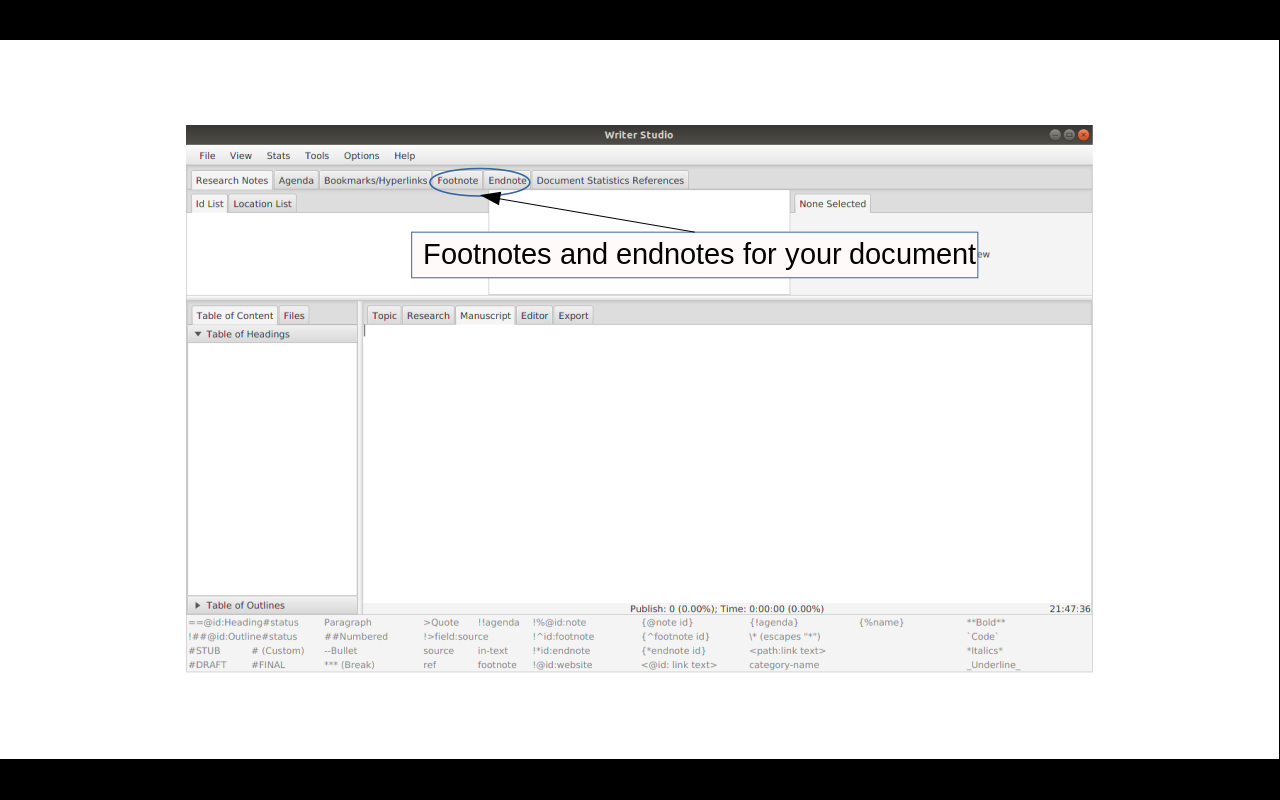 Writer Studio
File View Stats Tools Options Help
Research Notes Agenda Bookmarks/Hyperlinks Footnote Endnote Document Statistics References
Id List Location List None Selected
Footnotes and endnotes for your document
Table of Content Files Topic Research Manuscript Editor Export
Table of Headings
Table of Outlines
Publish: 0 (0.00%); Time: 0:00:00 (0.00%) 21:47:36
==@id:Heading#status Paragraph >Quote !!agenda !%@id:note {@note id} {!agenda} {%name} **Bold**
!##@id:Outline#status ##Numbered !>field:source !^id:footnote {^footnote id} \* (escapes "*") `Code`
#STUB # (Custom) --Bullet source in-text !*id:endnote {*endnote id} <path:link text> *Italics*
#DRAFT #FINAL *** (Break) ref footnote !@id:website <@id: link text> category-name _Underline_